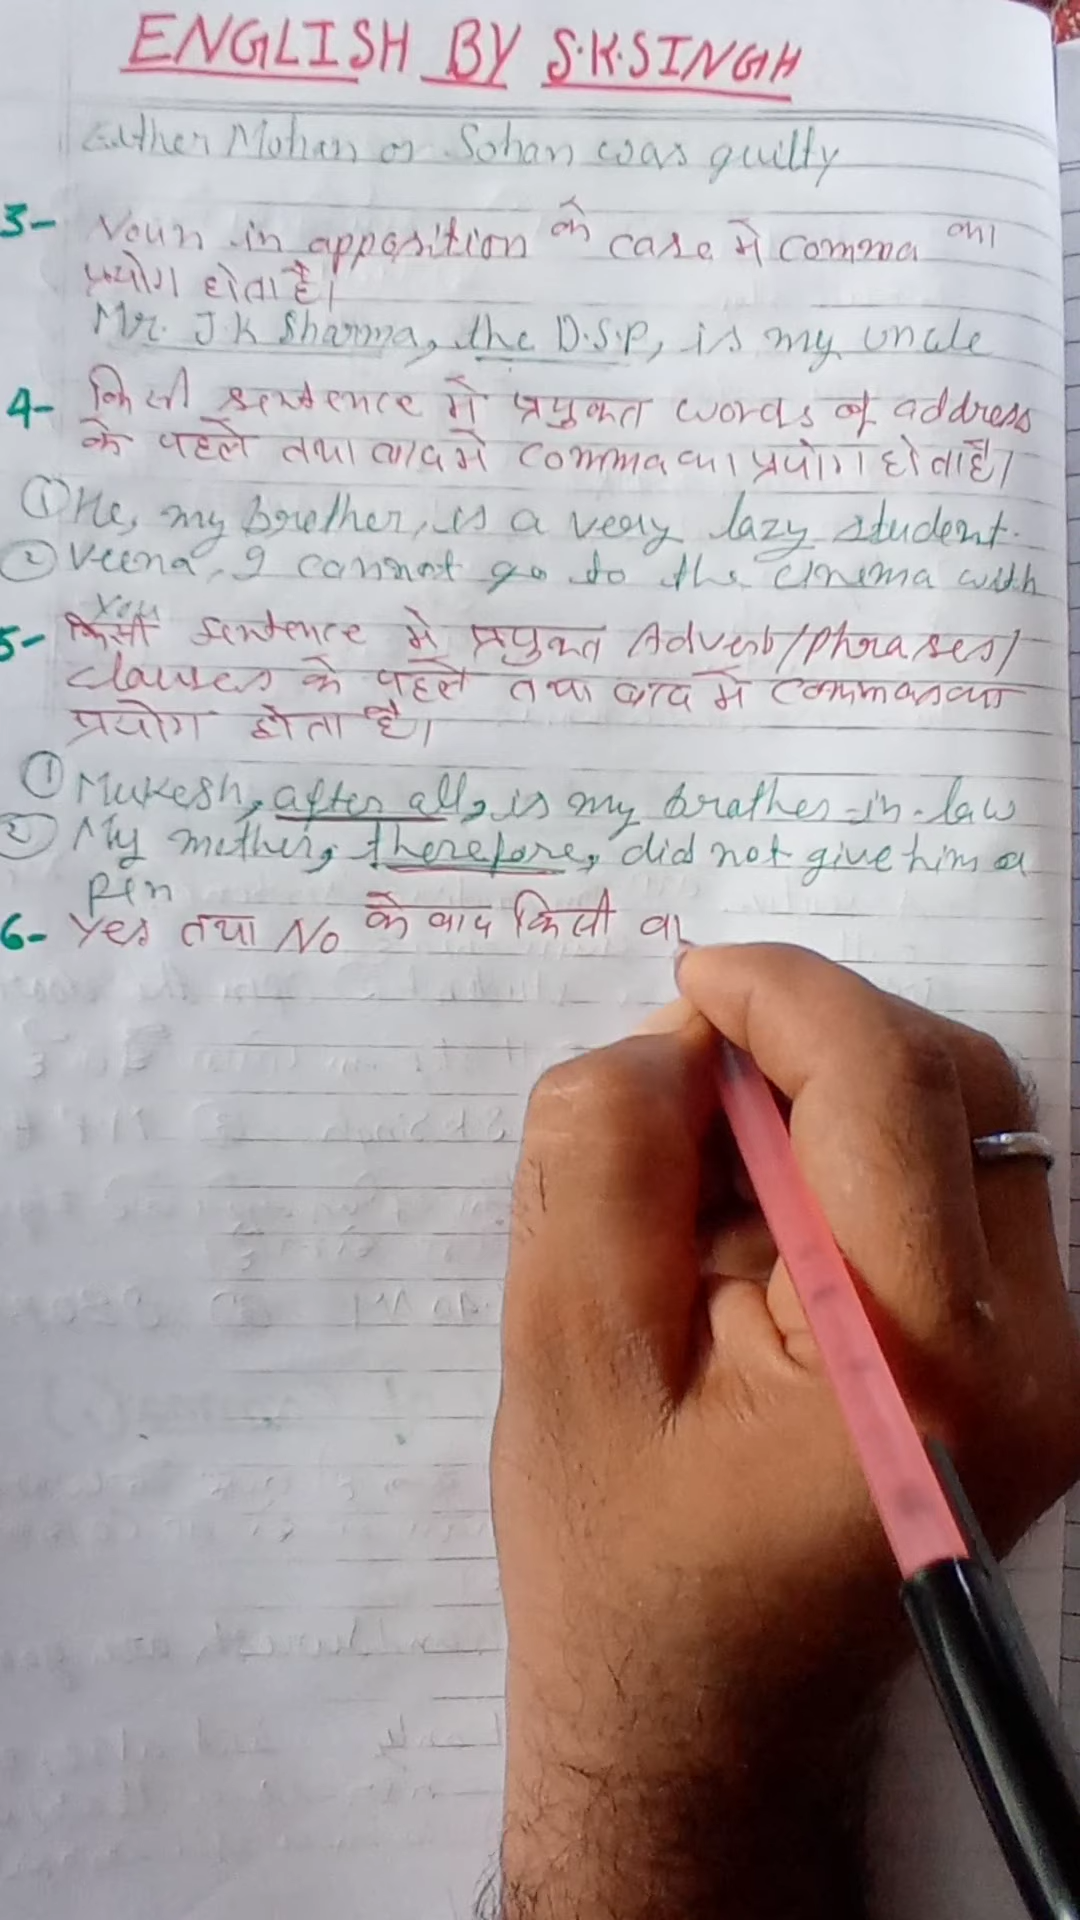 ENGLISH BY S.K.SINGH
Either Mohan or Sohan was guilty
3- Noun in apposition के case में comma का
प्रयोग होता है।
Mr. J.K Sharma, the D.S.P, is my uncle
4- किसी sentence में प्रयुक्त words of address
के पहले तथा बाद में comma का प्रयोग होता है।
① He, my brother, is a very lazy student.
② Veena, I cannot go to the cinema with
you
5- किसी sentence में प्रयुक्त Adverb/phrases/
clauses के पहले तथा बाद में commas का
प्रयोग होता है।
① Mukesh, after all, is my brother-in-law
② My mother, therefore, did not give him a
pen
6- Yes तथा No के बाद किसी वा